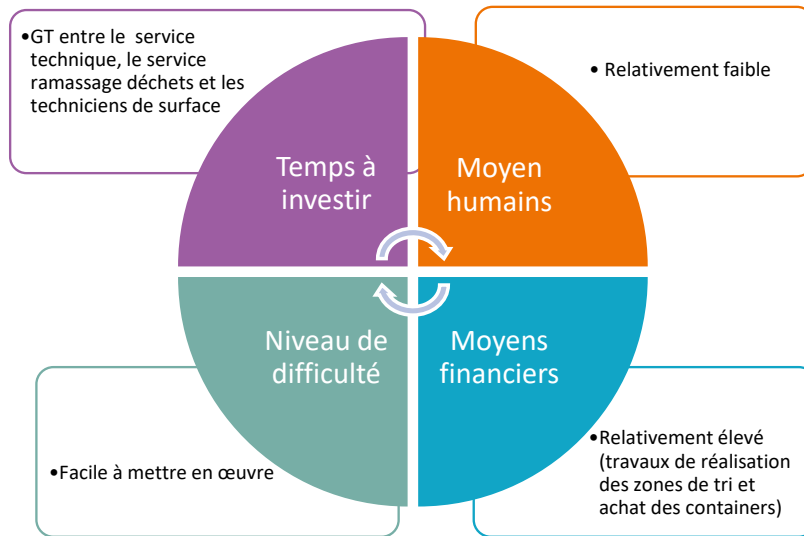 •GT entre le service
technique, le service
ramassage déchets et les
techniciens de surface
• Relativement faible
Temps à
investir
Moyen
humains
Niveau de
difficulté
Moyens
financiers
•Facile à mettre en œuvre
•Relativement élevé
(travaux de réalisation
des zones de tri et
achat des containers)